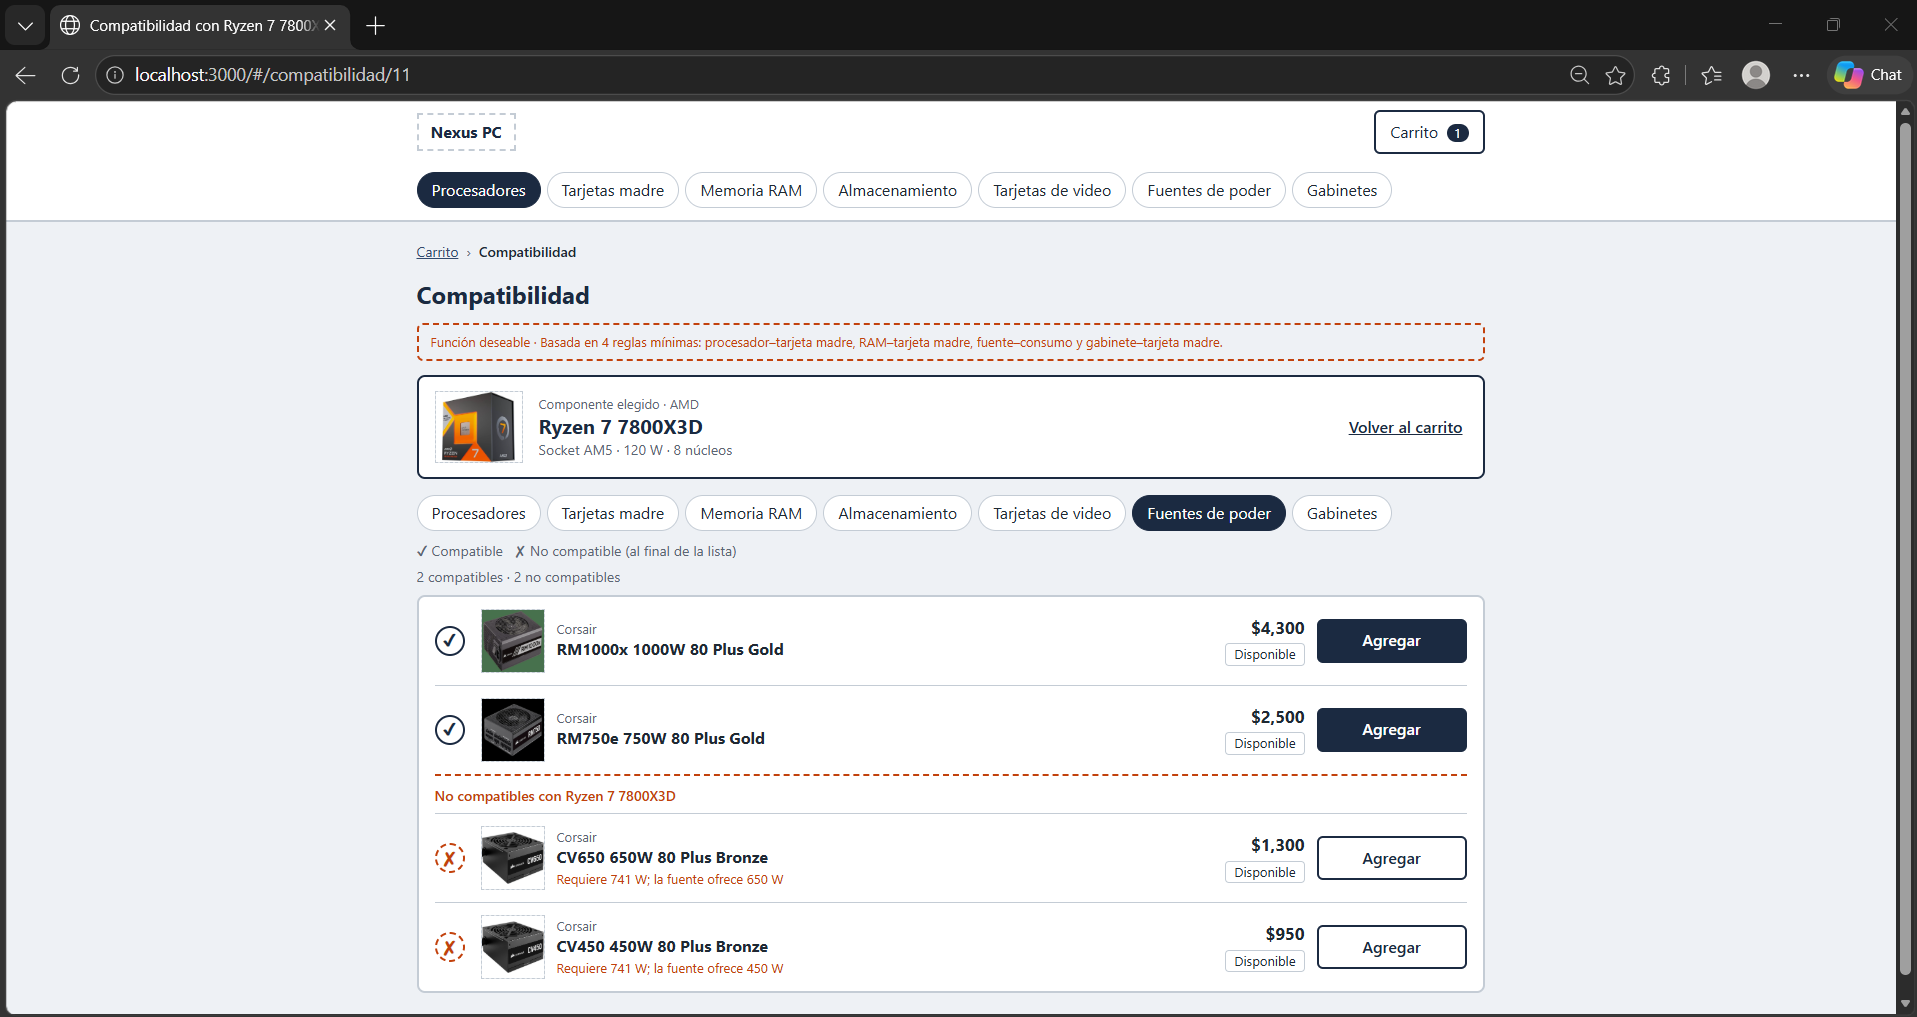 Compatibilidad con Ryzen 7 7800X
localhost:3000/#/compatibilidad/11
Chat
Nexus PC
Carrito 1
Procesadores
Tarjetas madre
Memoria RAM
Almacenamiento
Tarjetas de video
Fuentes de poder
Gabinetes
Carrito › Compatibilidad
Compatibilidad
Función deseable · Basada en 4 reglas mínimas: procesador–tarjeta madre, RAM–tarjeta madre, fuente–consumo y gabinete–tarjeta madre.
Componente elegido · AMD
Ryzen 7 7800X3D
Socket AM5 · 120 W · 8 núcleos
Volver al carrito
Procesadores
Tarjetas madre
Memoria RAM
Almacenamiento
Tarjetas de video
Fuentes de poder
Gabinetes
✓ Compatible ✗ No compatible (al final de la lista)
2 compatibles · 2 no compatibles
Corsair
RM1000x 1000W 80 Plus Gold
$4,300
Disponible
Agregar
Corsair
RM750e 750W 80 Plus Gold
$2,500
Disponible
Agregar
No compatibles con Ryzen 7 7800X3D
Corsair
CV650 650W 80 Plus Bronze
Requiere 741 W; la fuente ofrece 650 W
$1,300
Disponible
Agregar
Corsair
CV450 450W 80 Plus Bronze
Requiere 741 W; la fuente ofrece 450 W
$950
Disponible
Agregar